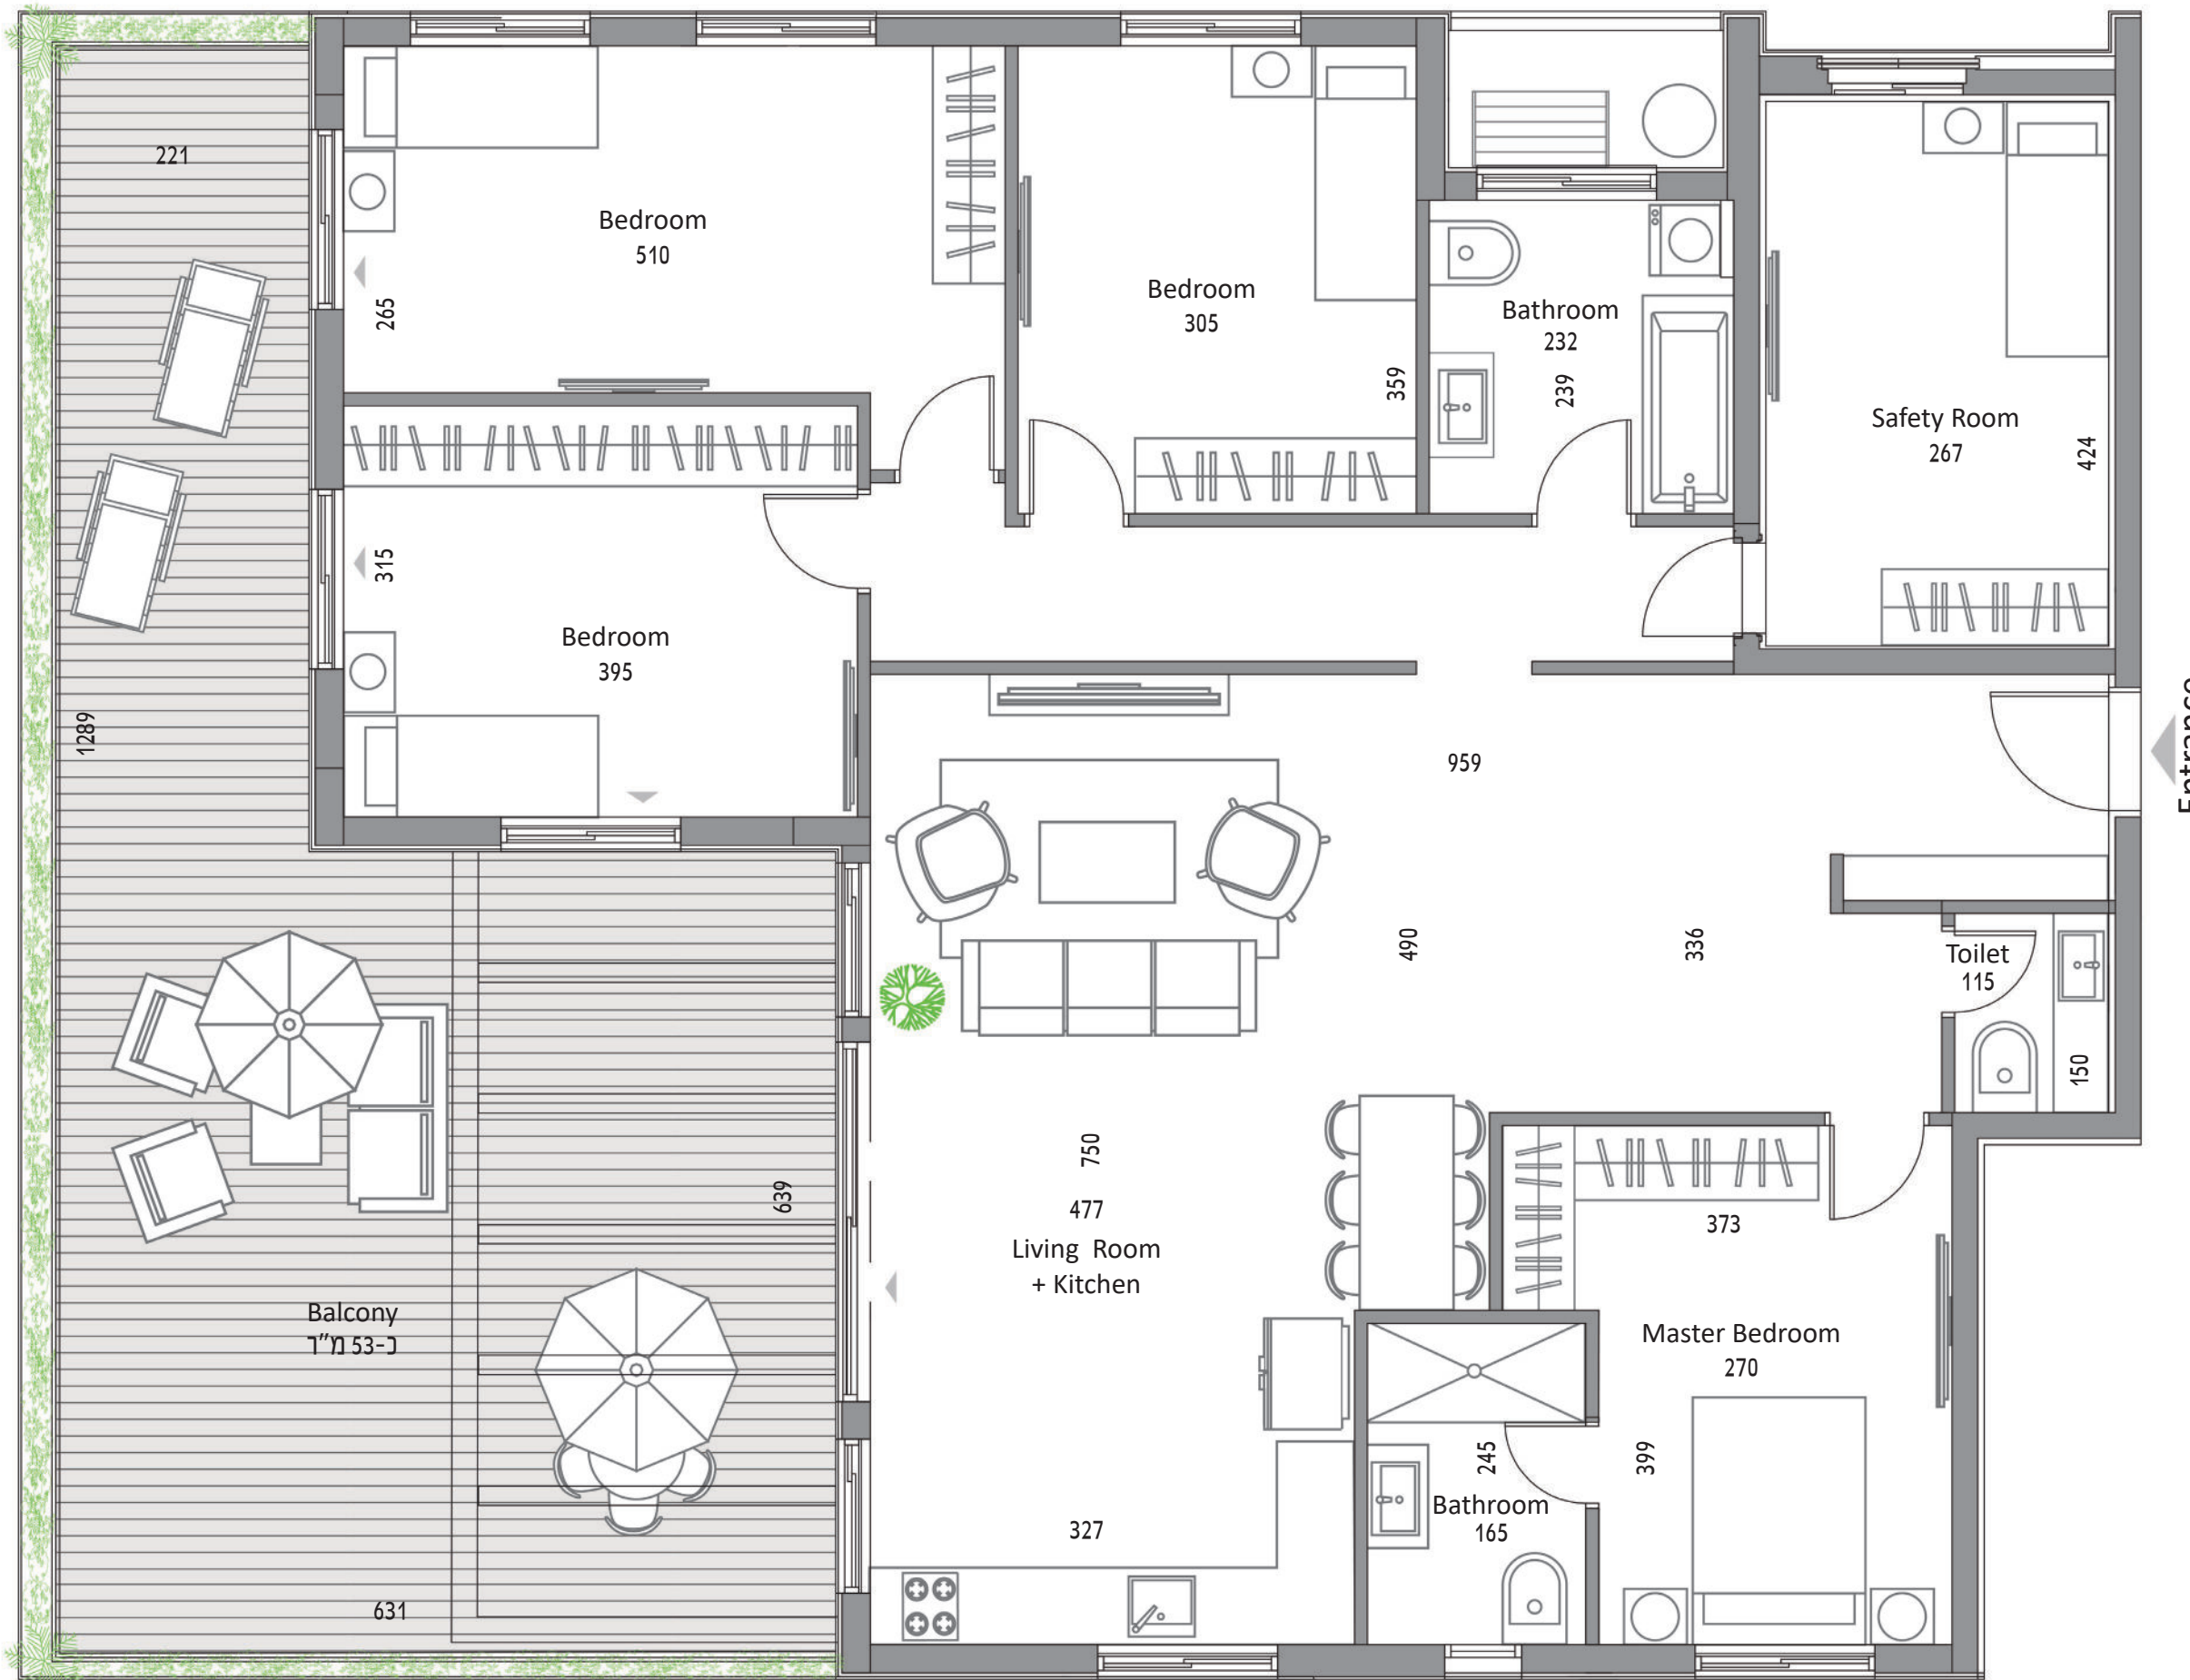 221
Bedroom
510
265
Bedroom
305
359
Bathroom
232
239
Safety Room
267
424
315
Bedroom
395
1289
959
Entrance
490
336
Toilet
115
150
750
477
Living Room
+ Kitchen
639
373
Balcony
כ-53 מ"ר
Master Bedroom
270
399
245
Bathroom
165
327
631